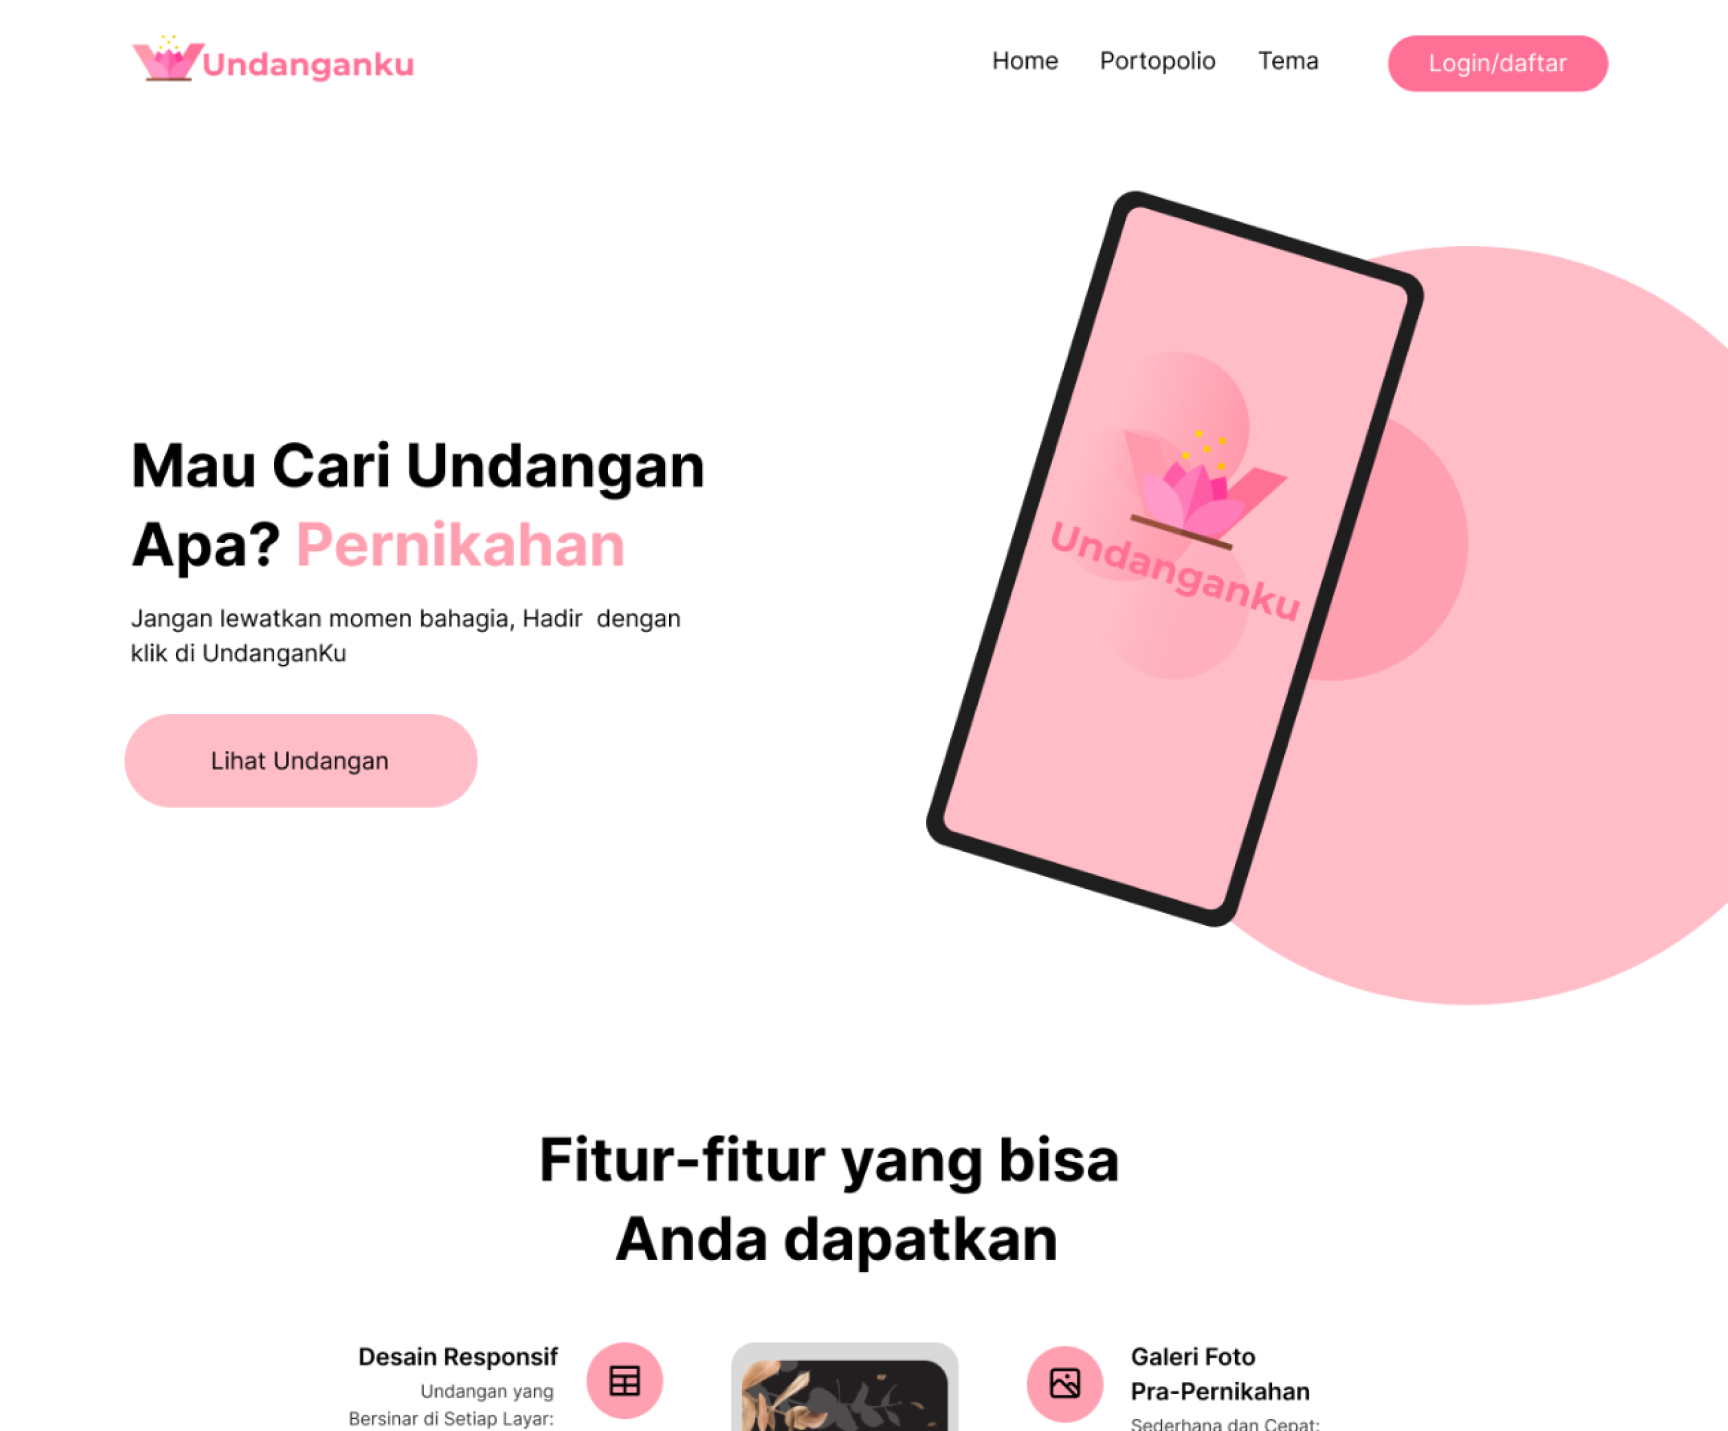 Undanganku
Home Portopolio Tema Login/daftar
Mau Cari Undangan
Apa? Pernikahan
Jangan lewatkan momen bahagia, Hadir  dengan
klik di UndanganKu
Lihat Undangan
Undanganku
Fitur-fitur yang bisa
Anda dapatkan
Desain Responsif
Undangan yang
Bersinar di Setiap Layar:
Galeri Foto
Pra-Pernikahan
Sederhana dan Cepat: